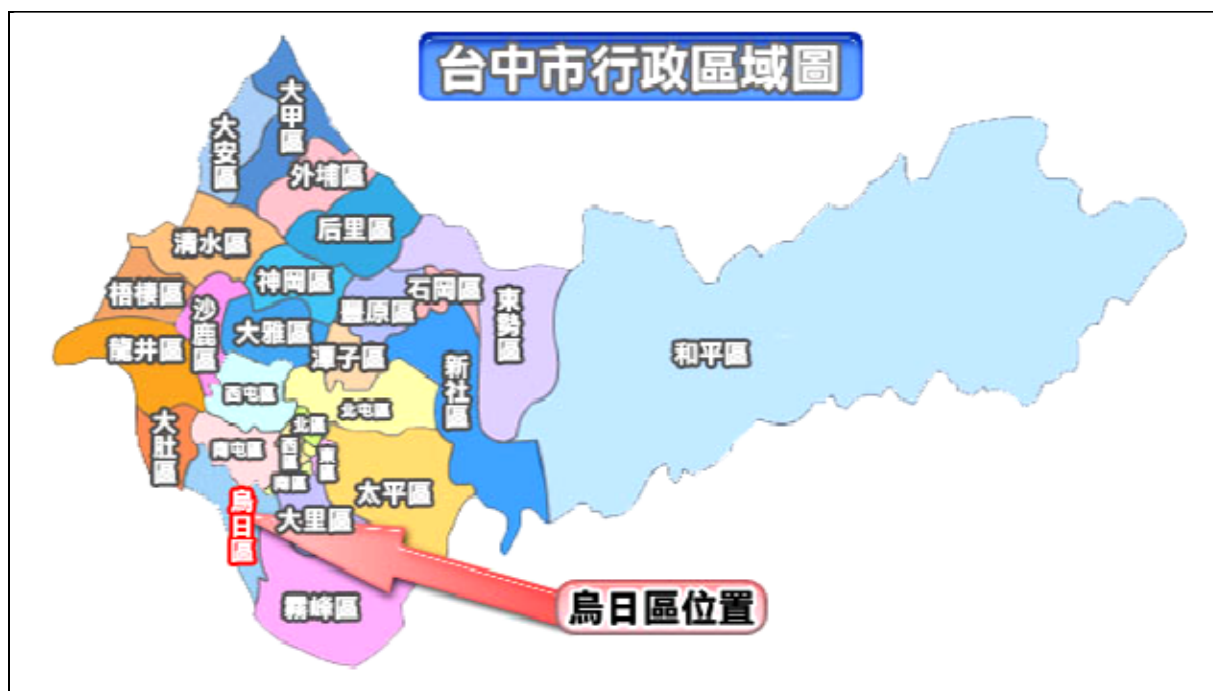 台中市行政區域圖
大甲區
大安區
外埔區
后里區
清水區
神岡區
梧棲區
沙鹿區
豐原區
石岡區
東勢區
大雅區
龍井區
潭子區
新社區
和平區
西屯區
北屯區
北區
大肚區
南屯區
西區
東區
南區
太平區
烏日區
大里區
霧峰區
烏日區位置